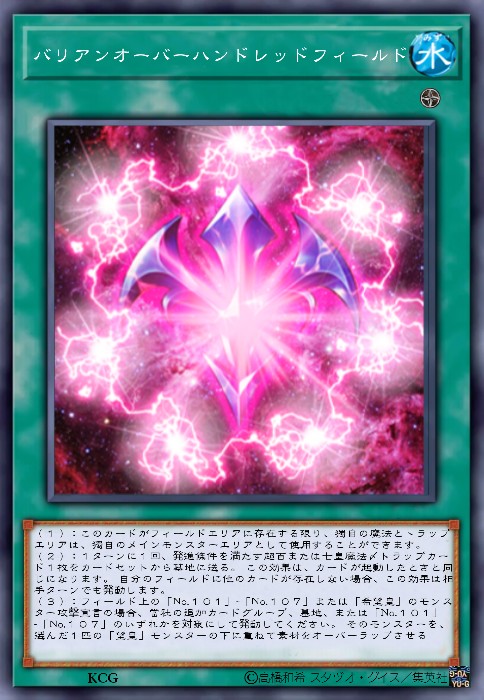 バリアンオーバーハンドレッドフィールド
みず
水
(1):このカードがフィールドエリアに存在する限り、独自の魔法とトラップ
エリアは、独自のメインモンスターエリアとして使用することができます。
(2):1ターンに1回、発進条件を満たす超百または七皇魔法〆トラップカー
ド1枚をカードセットから墓地に送る。 この効果は、カードが起動したときと同
じになります。 自分のフィールドに他のカードが存在しない場合、この効果は相
手ターンでも発動します。
(3):フィールド上の「No.101」-「No.107」または「希望皇」のモンス
ター攻撃宣言の場合、
の追加カードグループ、墓地、または「No.101」
-「No.107」のいずれかを対象にして発動してください。 そのモンスターを、
選んだ1匹の「望皇」モンスターの下に重ねて素材をオーバーラップさせる
KCG
©高橋和希 スタヅオ・グイス/集英社